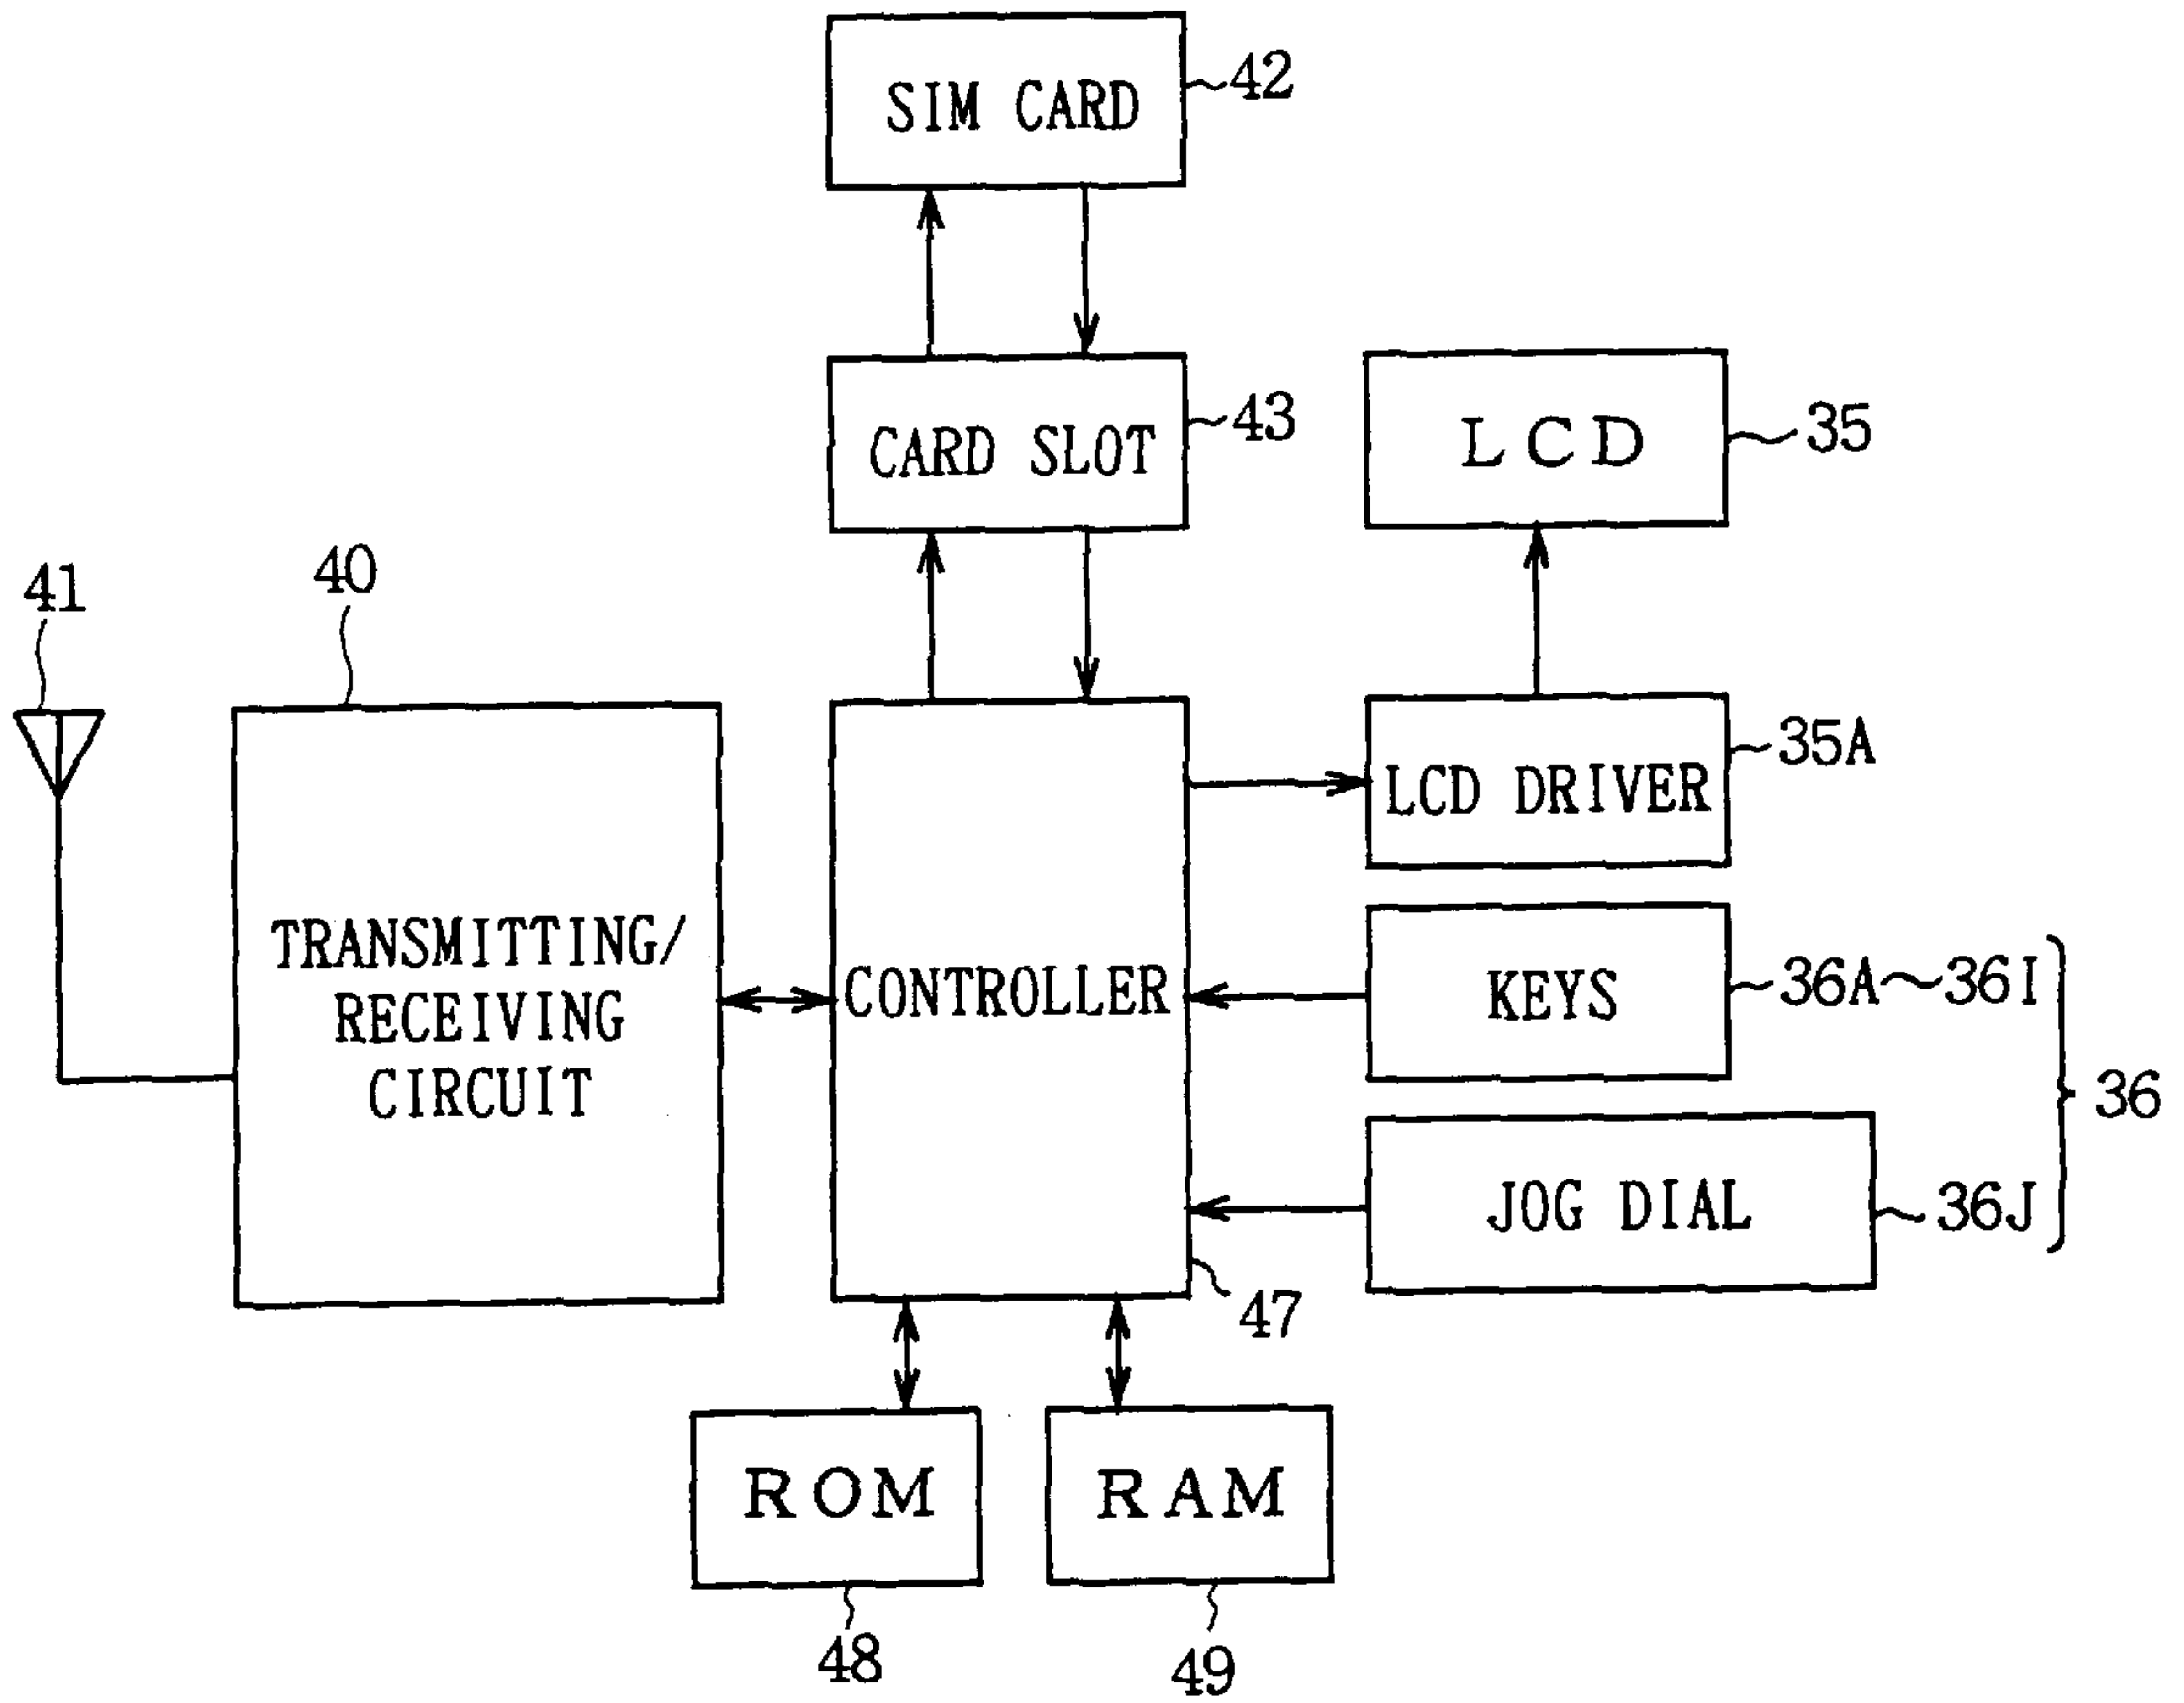 SIM CARD
42
CARD SLOT
43
LCD
35
41
40
LCD DRIVER
35A
TRANSMITTING/
RECEIVING
CIRCUIT
CONTROLLER
47
KEYS
36A~36I
36
JOG DIAL
36J
ROM
48
RAM
49